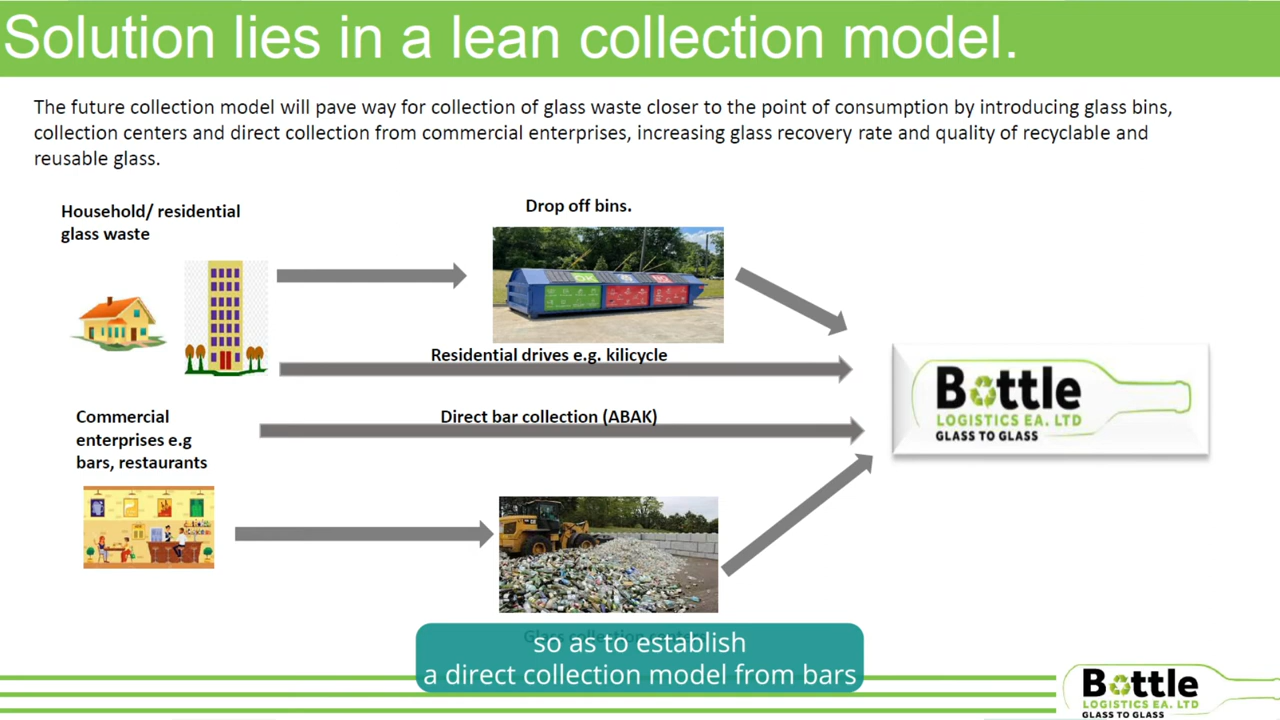 Solution lies in a lean collection model.
The future collection model will pave way for collection of glass waste closer to the point of consumption by introducing glass bins,
collection centers and direct collection from commercial enterprises, increasing glass recovery rate and quality of recyclable and
reusable glass.
Household/ residential
glass waste
Drop off bins.
Residential drives e.g. kilicycle
Commercial
enterprises e.g
bars, restaurants
Direct bar collection (ABAK)
Bottle
LOGISTICS EA. LTD
GLASS TO GLASS
so as to establish
a direct collection model from bars
Bottle
LOGISTICS EA. LTD
GLASS TO GLASS